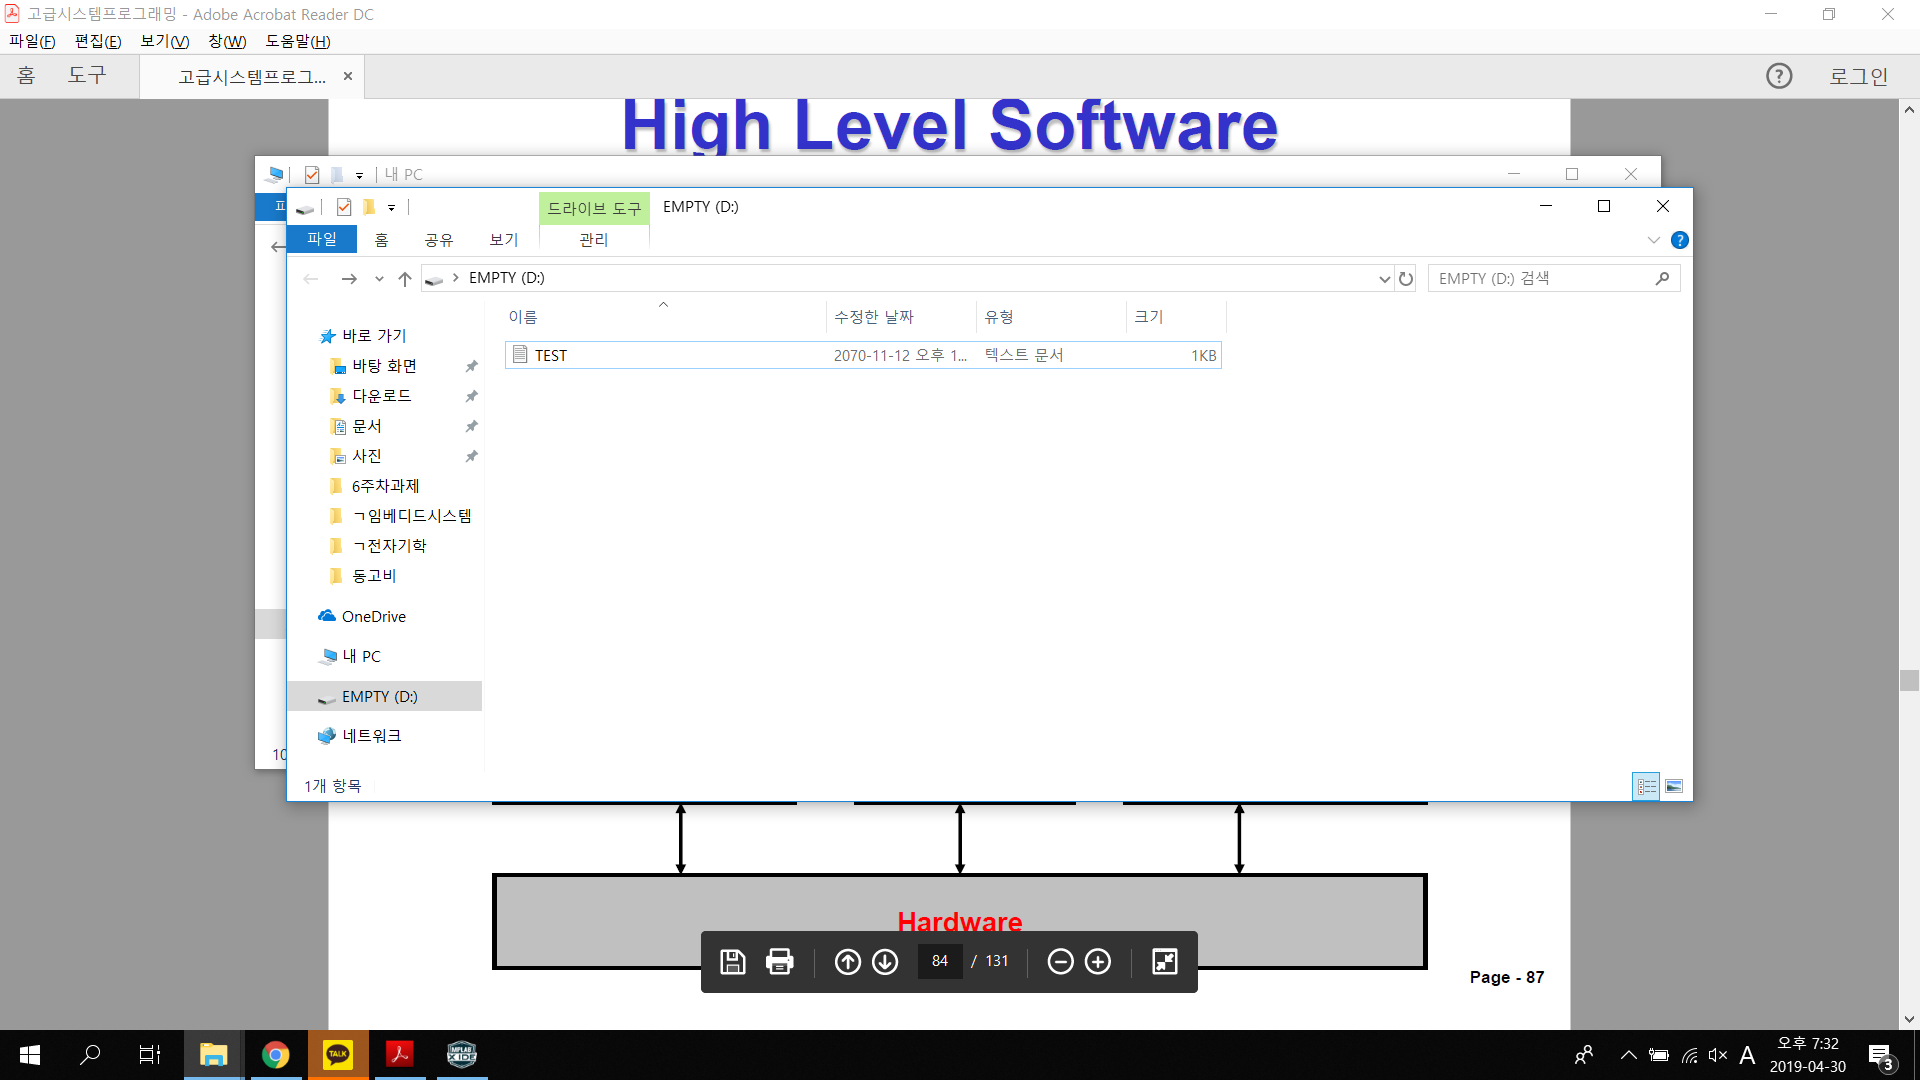 고급시스템프로그래밍 - Adobe Acrobat Reader DC
파일(F) 편집(E) 보기(V) 창(W) 도움말(H)
홈 도구 고급시스템프로그... × ? 로그인
High Level Software
내 PC
드라이브 도구 EMPTY (D:)
파일 홈 공유 보기 관리 ?
EMPTY (D:) EMPTY (D:) 검색
이름 수정한 날짜 유형 크기
TEST 2070-11-12 오후 1... 텍스트 문서 1KB
바로 가기
바탕 화면
다운로드
문서
사진
6주차과제
ㄱ임베디드시스템
ㄱ전자기학
동고비
OneDrive
내 PC
EMPTY (D:)
네트워크
10
1개 항목
Hardware
84 / 131
Page - 87
TALK
MPLAB
X IDE
A
오후 7:32
2019-04-30
3